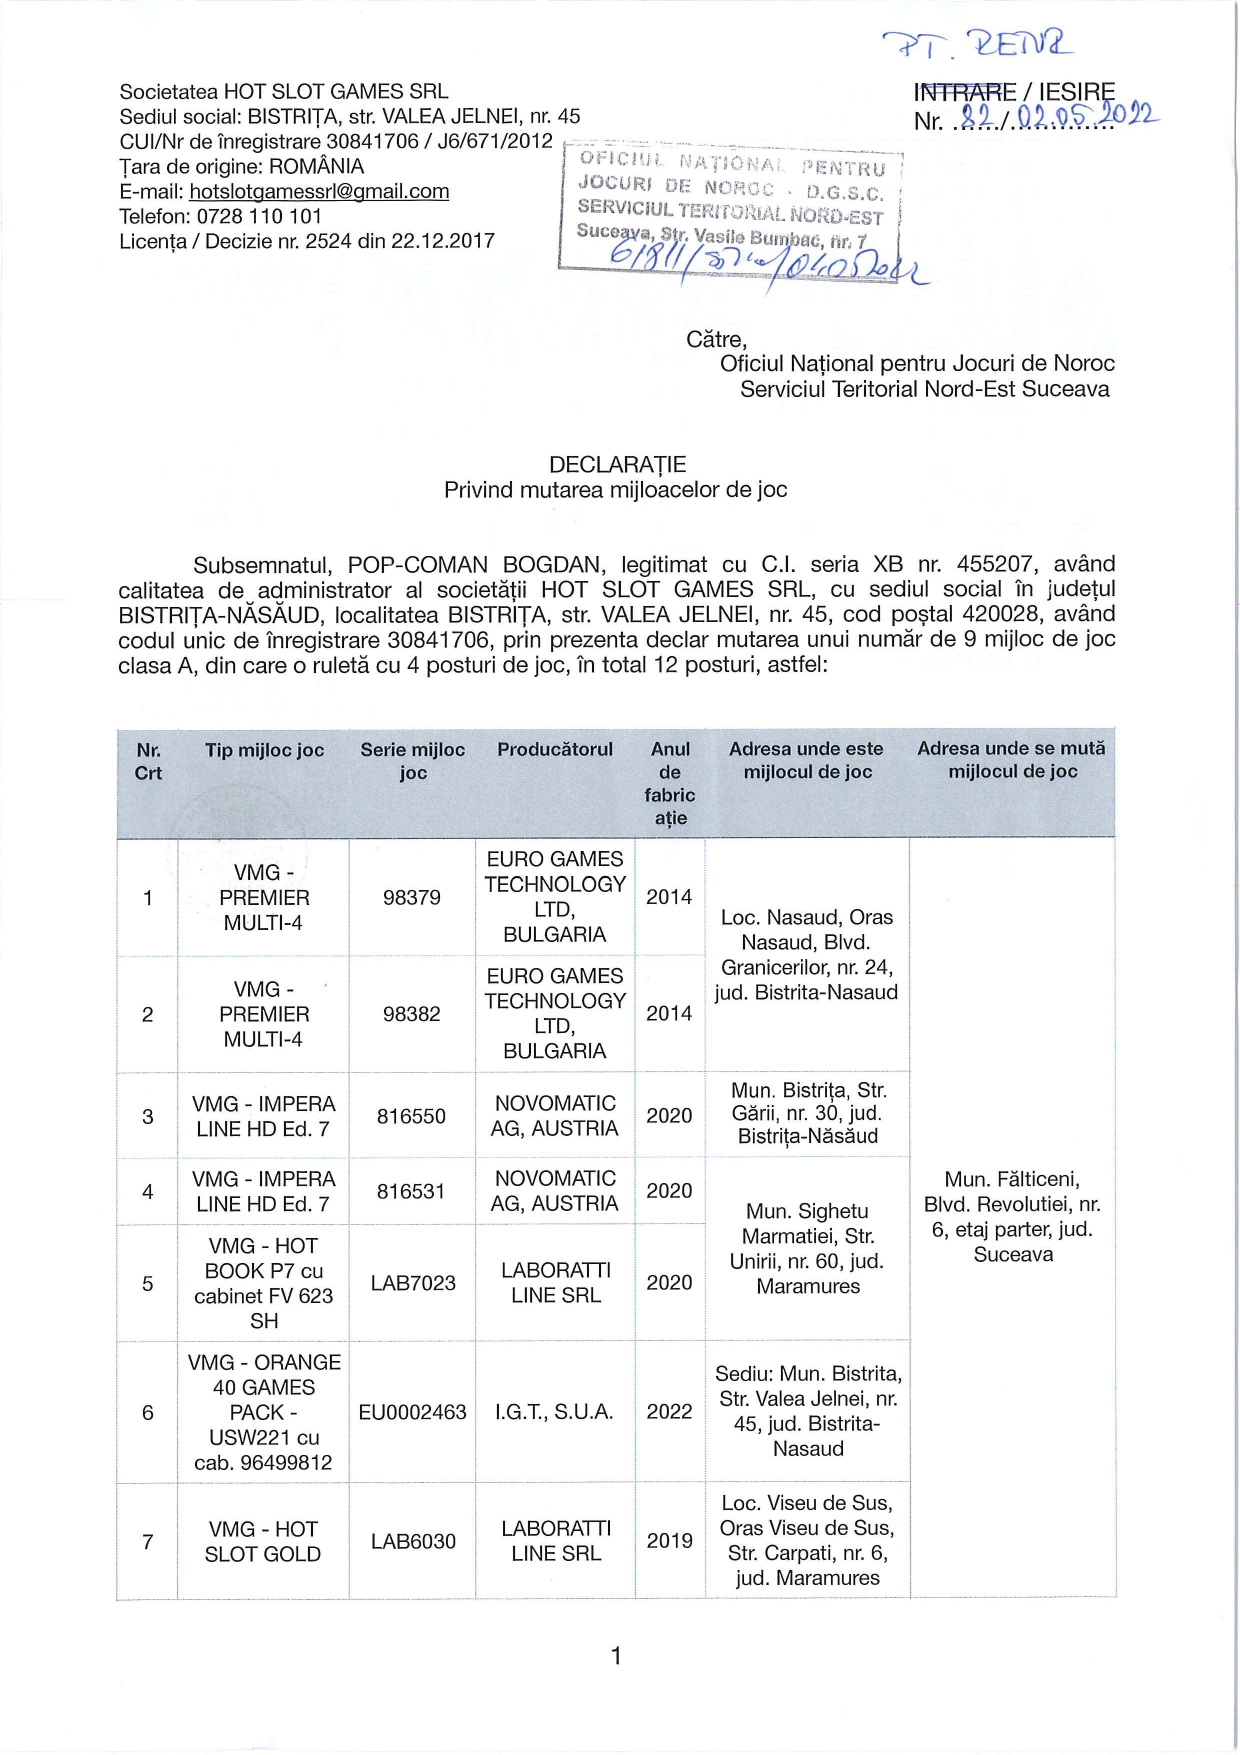 PT. RENR
Societatea HOT SLOT GAMES SRL
Sediul social: BISTRIȚA, str. VALEA JELNEI, nr. 45
CUI/Nr de înregistrare 30841706 / J6/671/2012
Țara de origine: ROMÂNIA
E-mail: hotslotgamessrl@gmail.com
Telefon: 0728 110 101
Licența / Decizie nr. 2524 din 22.12.2017
INTRARE / IESIRE
Nr. 82 / 02.05.2022
OFICIUL NAȚIONAL PENTRU
JOCURI DE NOROC - D.G.S.C.
SERVICIUL TERITORIAL NORD-EST
Suceava, Str. Vasile Bumbac, nr. 7
Către,
Oficiul Național pentru Jocuri de Noroc
Serviciul Teritorial Nord-Est Suceava
DECLARAȚIE
Privind mutarea mijloacelor de joc
Subsemnatul, POP-COMAN BOGDAN, legitimat cu C.I. seria XB nr. 455207, având
calitatea de administrator al societății HOT SLOT GAMES SRL, cu sediul social în județul
BISTRIȚA-NĂSĂUD, localitatea BISTRIȚA, str. VALEA JELNEI, nr. 45, cod poștal 420028, având
codul unic de înregistrare 30841706, prin prezenta declar mutarea unui număr de 9 mijloc de joc
clasa A, din care o ruletă cu 4 posturi de joc, în total 12 posturi, astfel:
Nr.
Crt
Tip mijloc joc
Serie mijloc
joc
Producătorul
Anul
de
fabric
ație
Adresa unde este
mijlocul de joc
Adresa unde se mută
mijlocul de joc
1
VMG -
PREMIER
MULTI-4
98379
EURO GAMES
TECHNOLOGY
LTD,
BULGARIA
2014
Loc. Nasaud, Oras
Nasaud, Blvd.
Granicerilor, nr. 24,
jud. Bistrita-Nasaud
2
VMG -
PREMIER
MULTI-4
98382
EURO GAMES
TECHNOLOGY
LTD,
BULGARIA
2014
3
VMG - IMPERA
LINE HD Ed. 7
816550
NOVOMATIC
AG, AUSTRIA
2020
Mun. Bistrița, Str.
Gării, nr. 30, jud.
Bistrița-Năsăud
4
VMG - IMPERA
LINE HD Ed. 7
816531
NOVOMATIC
AG, AUSTRIA
2020
Mun. Sighetu
Marmatiei, Str.
Unirii, nr. 60, jud.
Maramures
Mun. Fălticeni,
Blvd. Revolutiei, nr.
6, etaj parter, jud.
Suceava
5
VMG - HOT
BOOK P7 cu
cabinet FV 623
SH
LAB7023
LABORATTI
LINE SRL
2020
6
VMG - ORANGE
40 GAMES
PACK -
USW221 cu
cab. 96499812
EU0002463
I.G.T., S.U.A.
2022
Sediu: Mun. Bistrita,
Str. Valea Jelnei, nr.
45, jud. Bistrita-
Nasaud
7
VMG - HOT
SLOT GOLD
LAB6030
LABORATTI
LINE SRL
2019
Loc. Viseu de Sus,
Oras Viseu de Sus,
Str. Carpati, nr. 6,
jud. Maramures
1